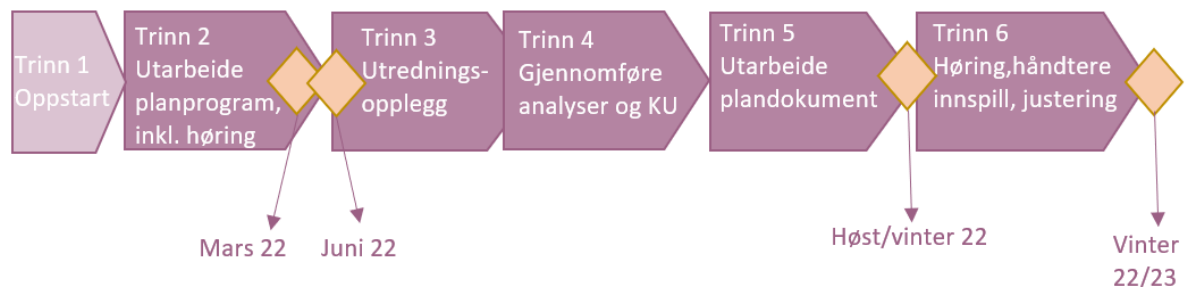 Trinn 1
Oppstart
Trinn 2
Utarbeide
planprogram,
inkl. høring
Trinn 3
Utrednings-
opplegg
Trinn 4
Gjennomføre
analyser og KU
Trinn 5
Utarbeide
plandokument
Trinn 6
Høring,håndtere
innspill, justering
Mars 22
Juni 22
Høst/vinter 22
Vinter
22/23